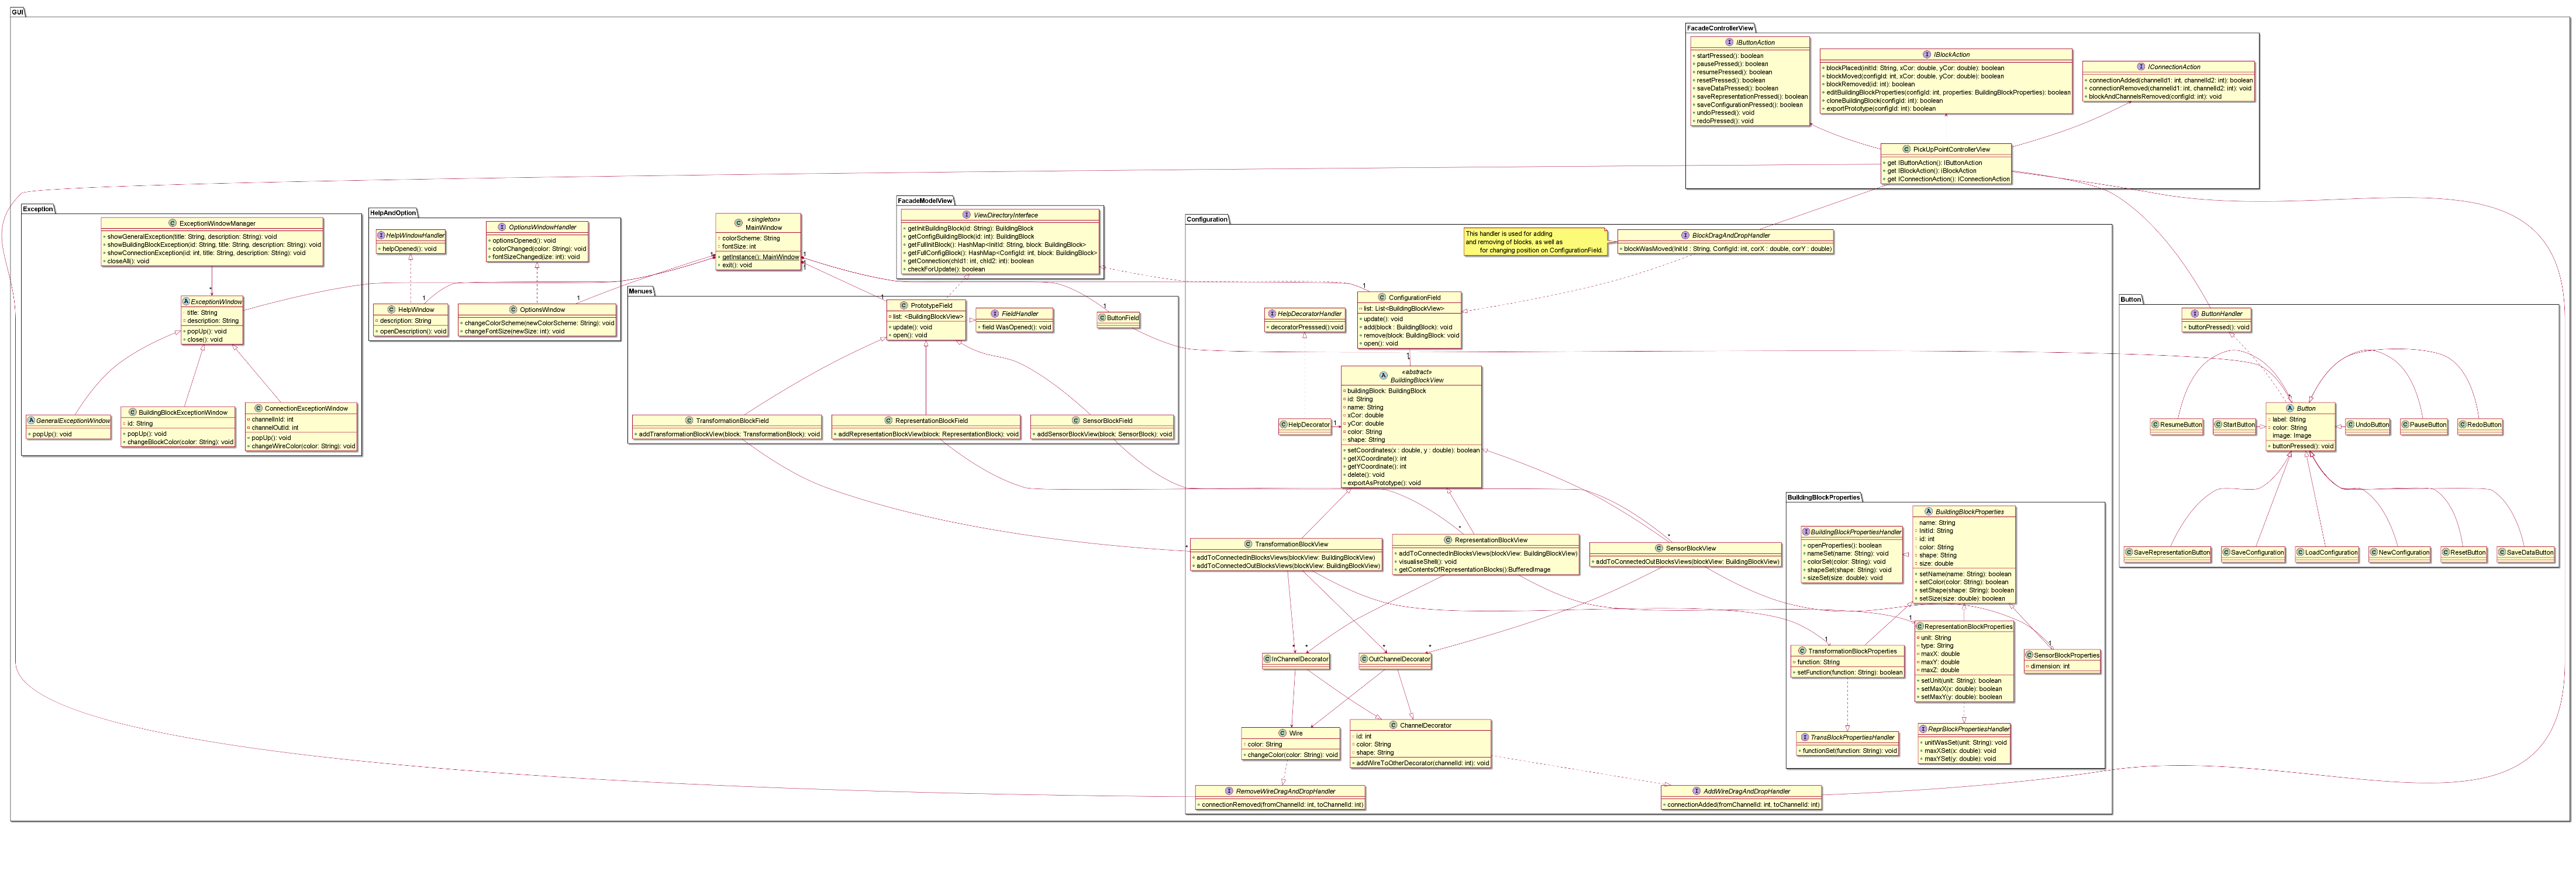 GUI
FacadeControllerView
IButtonAction
startPressed(): boolean
pausePressed(): boolean
resumePressed(): boolean
resetPressed(): boolean
saveDataPressed(): boolean
saveRepresentationPressed(): boolean
saveConfigurationPressed(): boolean
undoPressed(): void
redoPressed(): void
IBlockAction
blockPlaced(initId: String, xCor: double, yCor: double): boolean
blockMoved(configId: int, xCor: double, yCor: double): boolean
blockRemoved(id: int): boolean
editBuildingBlockProperties(configId: int, properties: BuildingBlockProperties): boolean
cloneBuildingBlock(configId: int): boolean
exportPrototype(configId: int): boolean
IConnectionAction
connectionAdded(channelId1: int, channelId2: int): boolean
connectionRemoved(channelId1: int, channelId2: int): void
blockAndChannelsRemoved(configId: int): void
PickUpPointControllerView
get IButtonAction(): IButtonAction
get IBlockAction(): iBlockAction
get IConnectionAction(): IConnectionAction
Exception
ExceptionWindowManager
showGeneralException(title: String, description: String): void
showBuildingBlockException(id: String, title: String, description: String): void
showConnectionException(id: int, title: String, description: String): void
closeAll(): void
*
ExceptionWindow
title: String
description: String
popUp(): void
close(): void
GeneralExceptionWindow
popUp(): void
BuildingBlockExceptionWindow
id: String
popUp(): void
changeBlockColor(color: String): void
ConnectionExceptionWindow
channelnId: int
channelOutId: int
popUp(): void
changeWireColor(color: String): void
HelpAndOption
HelpWindowHandler
helpOpened(): void
OptionsWindowHandler
optionsOpened(): void
colorChanged(color: String): void
fontSizeChanged(ize: int): void
1
HelpWindow
description: String
openDescription(): void
1
OptionsWindow
changeColorScheme(newColorScheme: String): void
changeFontSize(newSize: int): void
«singleton»
MainWindow
colorScheme: String
fontSize: int
getInstance(): MainWindow
exit(): void
1
1
FacadeModelView
ViewDirectoryInterface
getInitBuildingBlock(id: String): BuildingBlock
getConfigBuildingBlock(id: int): BuildingBlock
getFullInitBlock(): HashMap<InitId: String, block: BuildingBlock>
getFullConfigBlock(): HashMap<ConfigId: int, block: BuildingBlock>
getConnection(chId1: int, chId2: int): boolean
checkForUpdate(): boolean
Menues
1
PrototypeField
list: <BuildingBlockView>
update(): void
open(): void
FieldHandler
field WasOpened(): void
1
ButtonField
TransformationBlockField
addTransformationBlockView(block: TransformationBlock): void
RepresentationBlockField
addRepresentationBlockView(block: RepresentationBlock): void
SensorBlockField
addSensorBlockView(block: SensorBlock): void
Configuration
This handler is used for adding
and removing of blocks, as well as
for changing position on ConfigurationField.
BlockDragAndDropHandler
blockWasMoved(InitId : String, ConfigId: int, corX : double, corY : double)
1
ConfigurationField
list: List<BuildingBlockView>
update(): void
add(block : BuildingBlock): void
remove(block: BuildingBlock: void
open(): void
HelpDecoratorHandler
decoratorPresssed():void
HelpDecorator
1
«abstract»
BuildingBlockView
buildingBlock: BuildingBlock
id: String
name: String
xCor: double
yCor: double
color: String
shape: String
setCoordinates(x : double, y : double): boolean
getXCoordinate(): int
getYCoordinate(): int
delete(): void
exportAsPrototype(): void
*
TransformationBlockView
addToConnectedInBlocksViews(blockView: BuildingBlockView)
addToConnectedOutBlocksViews(blockView: BuildingBlockView)
*
RepresentationBlockView
addToConnectedInBlocksViews(blockView: BuildingBlockView)
visualiseShell(): void
getContentsOfRepresentationBlocks():BufferedImage
*
SensorBlockView
addToConnectedOutBlocksViews(blockView: BuildingBlockView)
*
*
InChannelDecorator
*
*
OutChannelDecorator
Wire
color: String
changeColor(color: String): void
ChannelDecorator
id: int
color: String
shape: String
addWireToOtherDecorator(channelId: int): void
RemoveWireDragAndDropHandler
connectionRemoved(fromChannelId: int, toChannelId: int)
AddWireDragAndDropHandler
connectionAdded(fromChannelId: int, toChannelId: int)
BuildingBlockProperties
BuildingBlockPropertiesHandler
openProperties(): boolean
nameSet(name: String): void
colorSet(color: String): void
shapeSet(shape: String): void
sizeSet(size: double): void
BuildingBlockProperties
name: String
InitId: String
id: int
color: String
shape: String
size: double
setName(name: String): boolean
setColor(color: String): boolean
setShape(shape: String): boolean
setSize(size: double): boolean
1
TransformationBlockProperties
function: String
setFunction(function: String): boolean
1
RepresentationBlockProperties
unit: String
type: String
maxX: double
maxY: double
maxZ: double
setUnit(unit: String): boolean
setMaxX(x: double): boolean
setMaxY(y: double): boolean
1
SensorBlockProperties
dimension: int
TransBlockPropertiesHandler
functionSet(function: String): void
ReprBlockPropertiesHandler
unitWasSet(unit: String): void
maxXSet(x: double): void
maxYSet(y: double): void
Button
ButtonHandler
buttonPressed(): void
ResumeButton
StartButton
*
Button
label: String
color: String
image: Image
buttonPressed(): void
UndoButton
PauseButton
RedoButton
SaveRepresentationButton
SaveConfiguration
LoadConfiguration
NewConfiguration
ResetButton
SaveDataButton